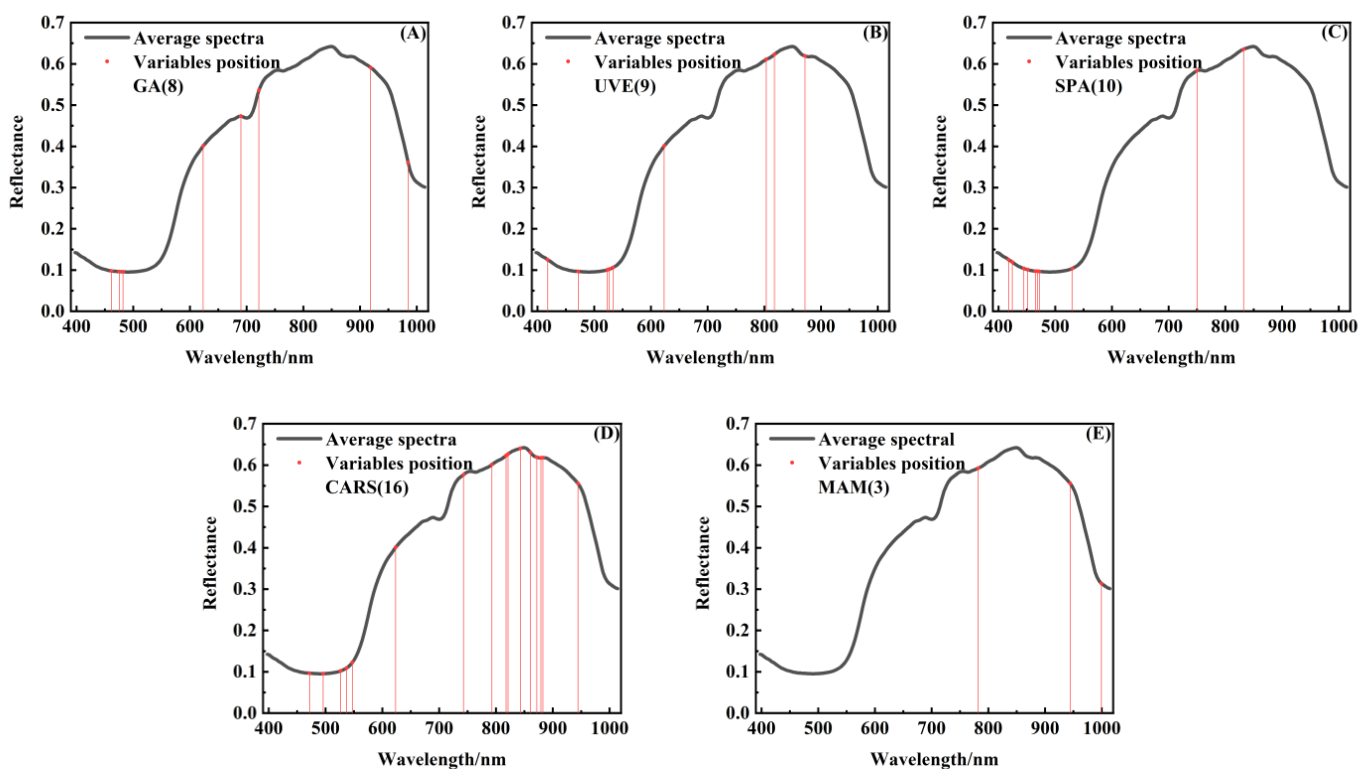 0.7
0.6
0.5
0.4
0.3
0.2
0.1
0.0
Reflectance
Average spectra
Variables position
GA(8)
(A)
400 500 600 700 800 900 1000
Wavelength/nm
0.7
0.6
0.5
0.4
0.3
0.2
0.1
0.0
Reflectance
Average spectra
Variables position
UVE(9)
(B)
400 500 600 700 800 900 1000
Wavelength/nm
0.7
0.6
0.5
0.4
0.3
0.2
0.1
0.0
Reflectance
Average spectra
Variables position
SPA(10)
(C)
400 500 600 700 800 900 1000
Wavelength/nm
0.7
0.6
0.5
0.4
0.3
0.2
0.1
0.0
Reflectance
Average spectra
Variables position
CARS(16)
(D)
400 500 600 700 800 900 1000
Wavelength/nm
0.7
0.6
0.5
0.4
0.3
0.2
0.1
0.0
Reflectance
Average spectral
Variables position
MAM(3)
(E)
400 500 600 700 800 900 1000
Wavelength/nm